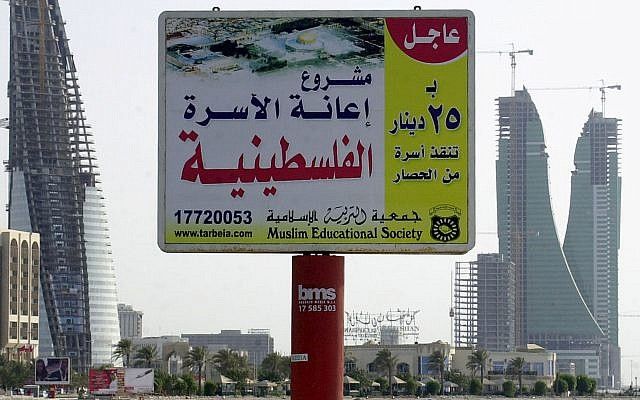 عاجل
مشروع
إعانة الأسرة
الفلسطينية
بـ
٢٥ دينار
تنقذ أسرة
من الحصار
17720053
جمعية التربية الإسلامية
www.tarbeia.com
Muslim Educational Society
bms
17 585 303